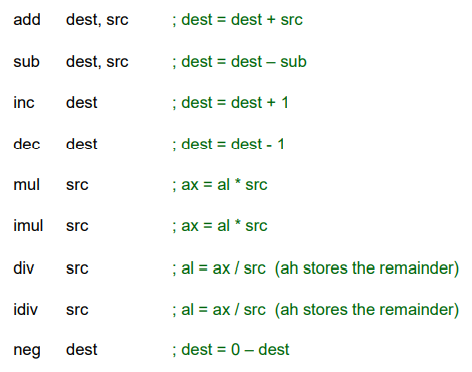 add dest, src ; dest = dest + src
sub dest, src ; dest = dest – sub
inc dest ; dest = dest + 1
dec dest ; dest = dest - 1
mul src ; ax = al * src
imul src ; ax = al * src
div src ; al = ax / src (ah stores the remainder)
idiv src ; al = ax / src (ah stores the remainder)
neg dest ; dest = 0 – dest